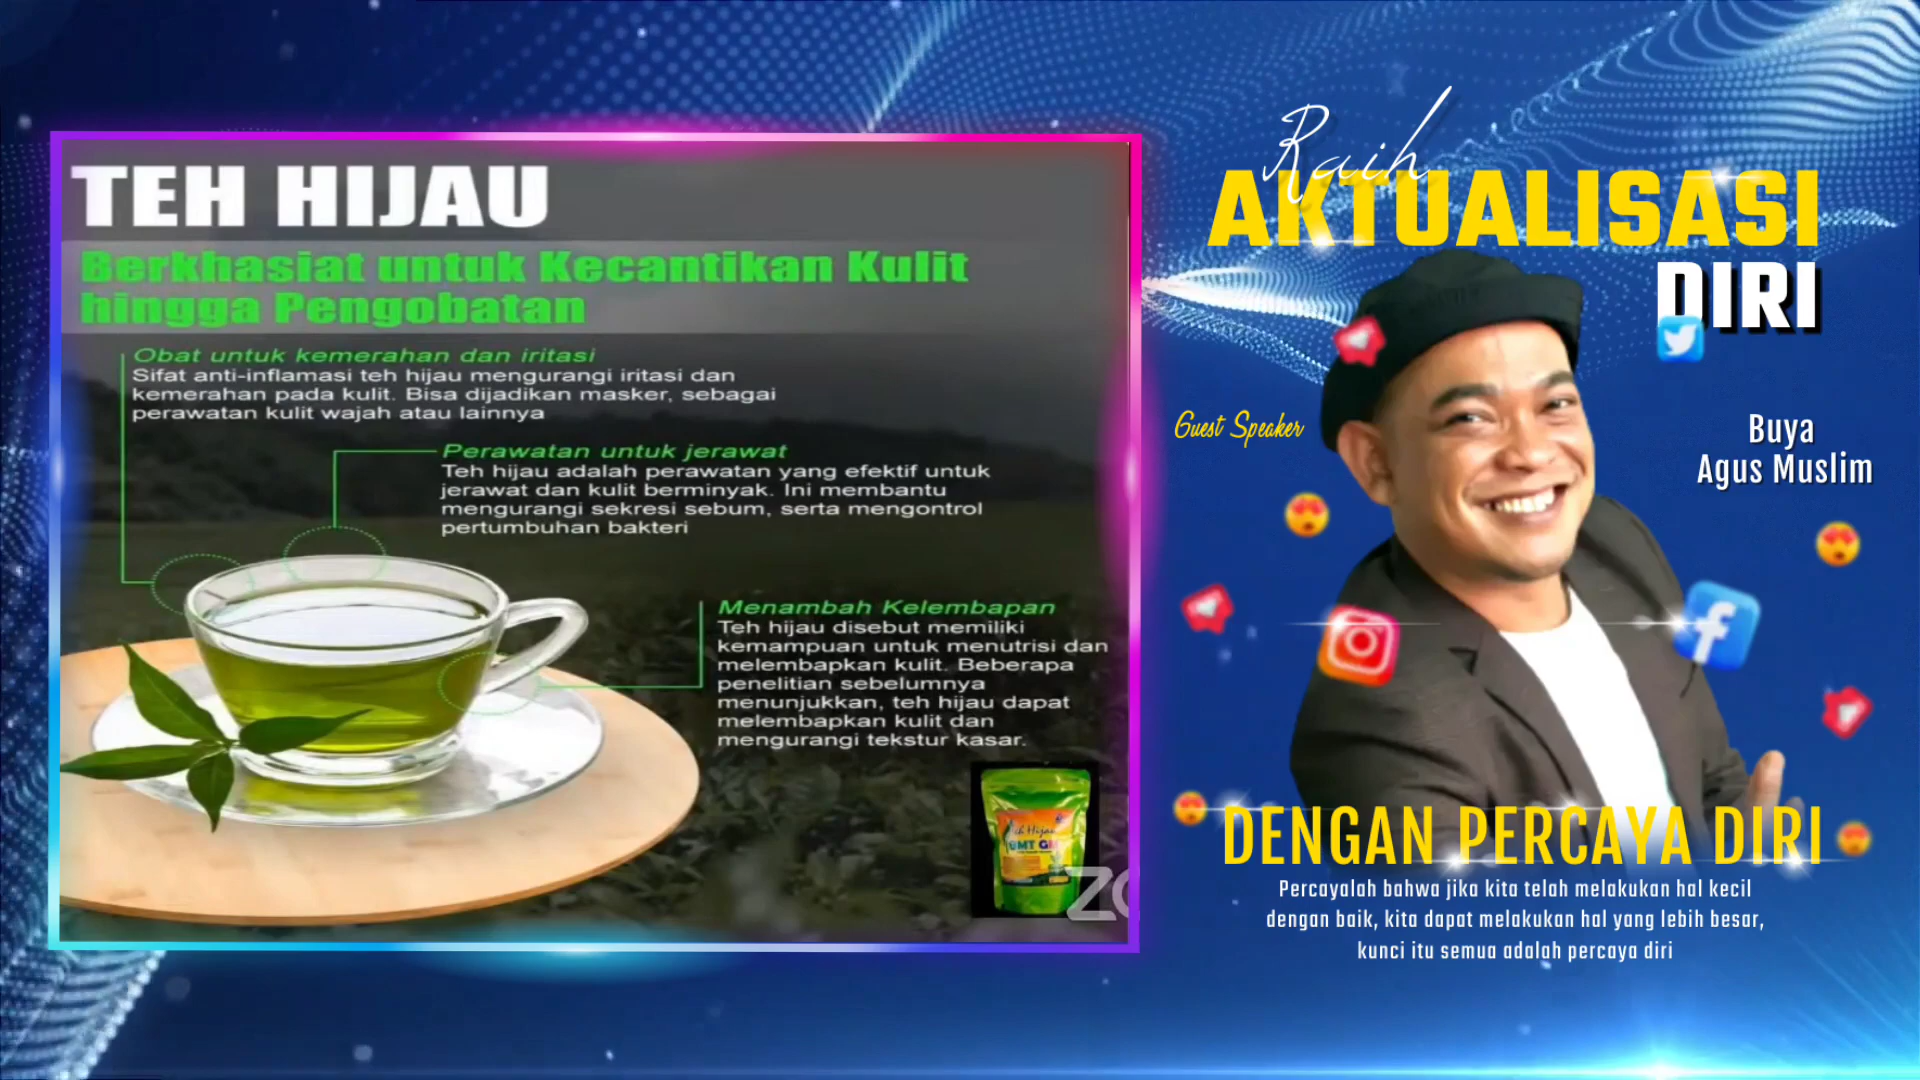 TEH HIJAU
Berkhasiat untuk Kecantikan Kulit
hingga Pengobatan
Obat untuk kemerahan dan iritasi
Sifat anti-inflamasi teh hijau mengurangi iritasi dan
kemerahan pada kulit. Bisa dijadikan masker, sebagai
perawatan kulit wajah atau lainnya
Perawatan untuk jerawat
Teh hijau adalah perawatan yang efektif untuk
jerawat dan kulit berminyak. Ini membantu
mengurangi sekresi sebum, serta mengontrol
pertumbuhan bakteri
Menambah Kelembapan
Teh hijau disebut memiliki
kemampuan untuk menutrisi dan
melembapkan kulit. Beberapa
penelitian sebelumnya
menunjukkan, teh hijau dapat
melembapkan kulit dan
mengurangi tekstur kasar.
Raih
AKTUALISASI
DIRI
Guest Speaker
Buya
Agus Muslim
DENGAN PERCAYA DIRI
Percayalah bahwa jika kita telah melakukan hal kecil
dengan baik, kita dapat melakukan hal yang lebih besar,
kunci itu semua adalah percaya diri